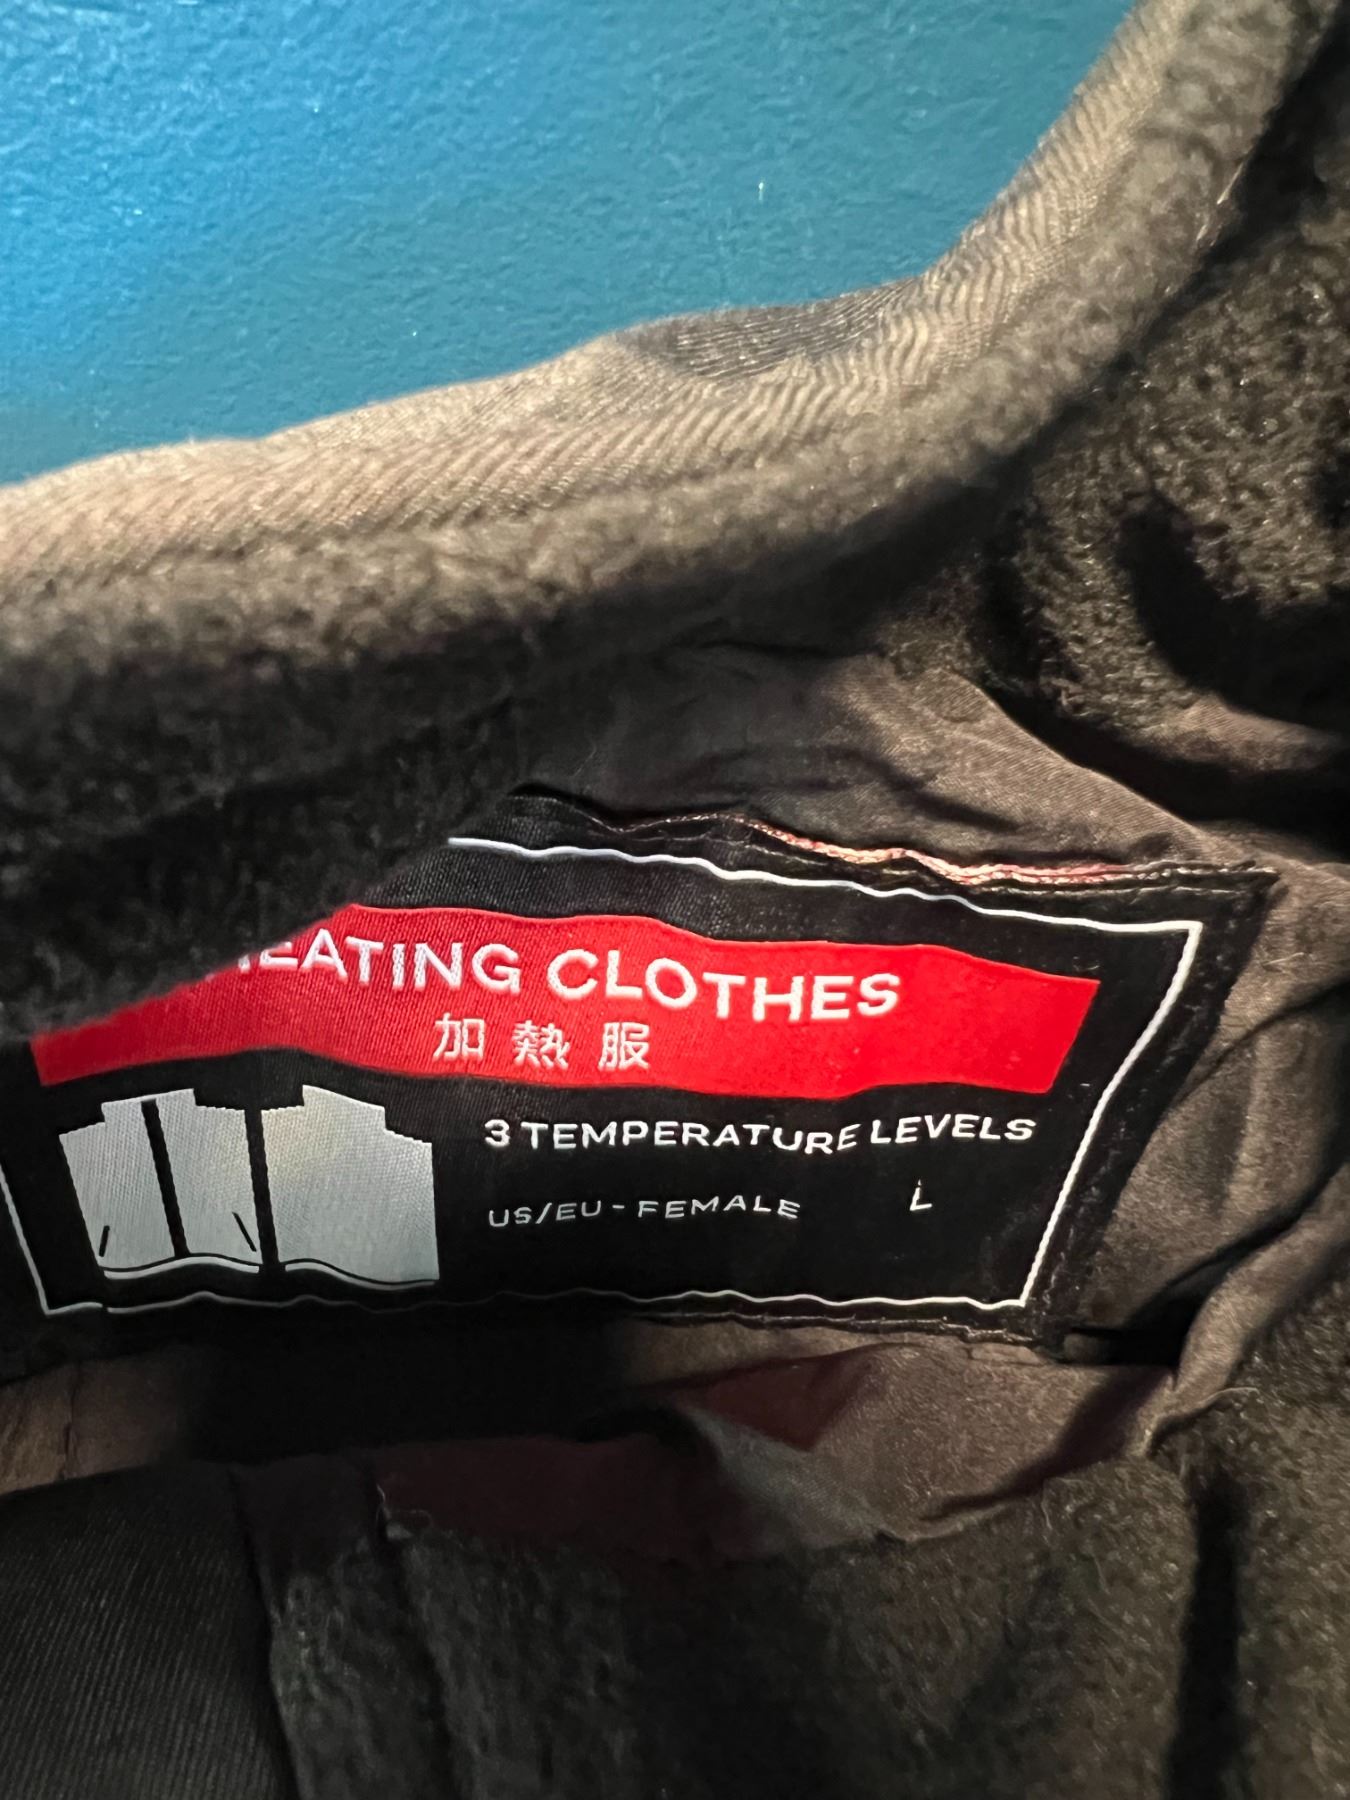 HEATING CLOTHES
加熱服
3 TEMPERATURE LEVELS
US/EU - FEMALE L